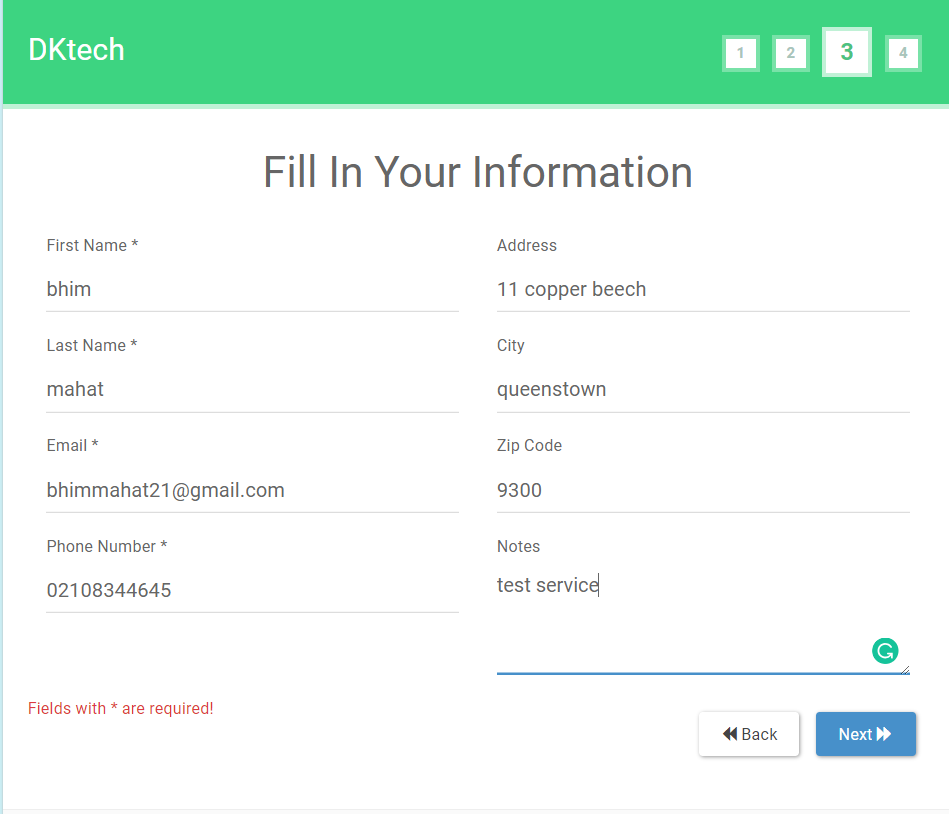 DKtech
1 2 3 4
Fill In Your Information
First Name *
bhim
Last Name *
mahat
Email *
bhimmahat21@gmail.com
Phone Number *
02108344645
Address
11 copper beech
City
queenstown
Zip Code
9300
Notes
test service
Fields with * are required!
Back
Next